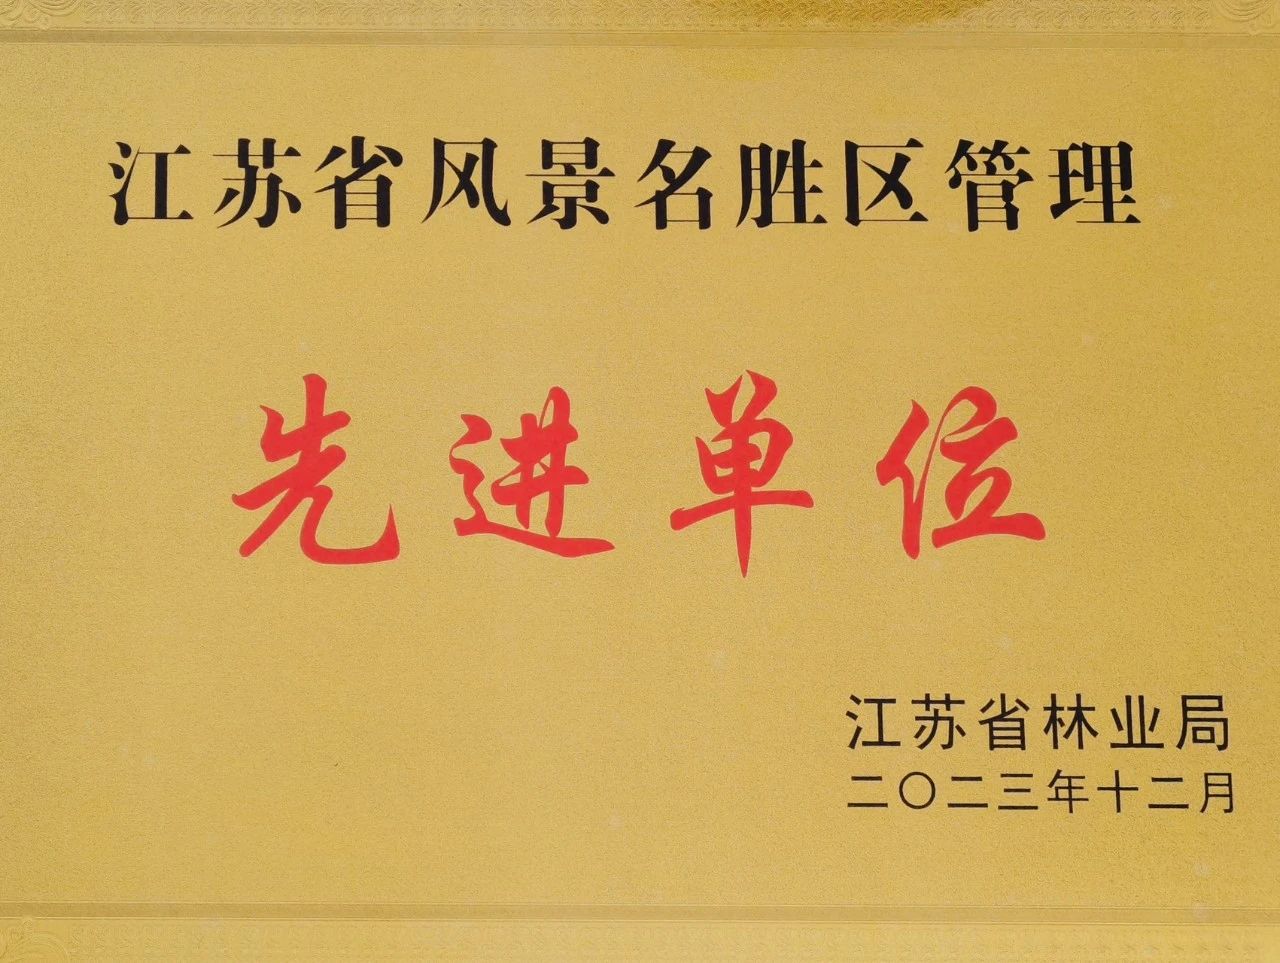 江苏省风景名胜区管理
先进单位
江苏省林业局
二〇二三年十二月